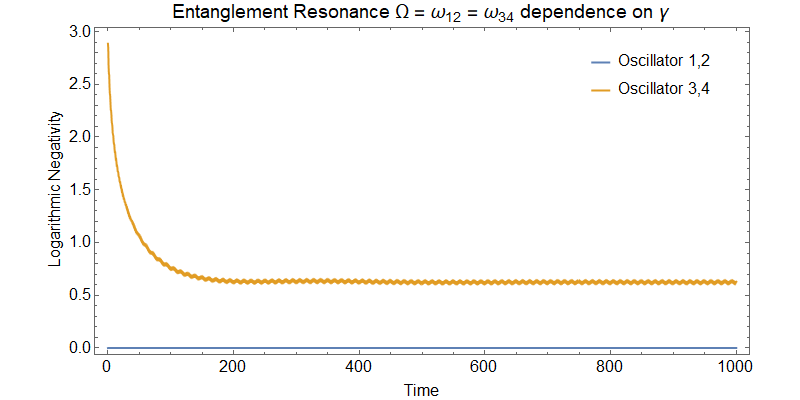 Entanglement Resonance Ω = ω₁₂ = ω₃₄ dependence on γ
Oscillator 1,2
Oscillator 3,4
Logarithmic Negativity
3.0
2.5
2.0
1.5
1.0
0.5
0.0
0 200 400 600 800 1000
Time